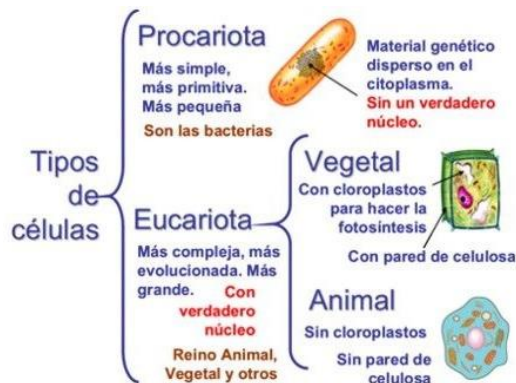 Tipos
de
células
Procariota
Más simple,
más primitiva.
Más pequeña
Son las bacterias
Material genético
disperso en el
citoplasma.
Sin un verdadero
núcleo.
Eucariota
Más compleja, más
evolucionada. Más
grande.
Con
verdadero
núcleo
Reino Animal,
Vegetal y otros
Vegetal
Con cloroplastos
para hacer la
fotosíntesis
Con pared de celulosa
Animal
Sin cloroplastos
Sin pared de
celulosa